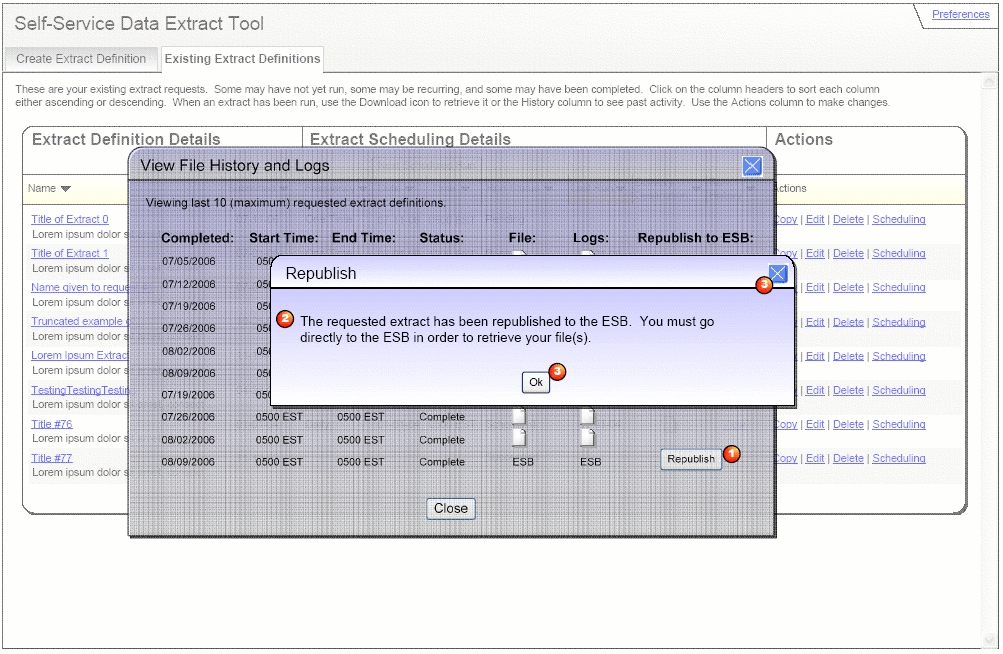 Self-Service Data Extract Tool
Preferences
Create Extract Definition
Existing Extract Definitions
These are your existing extract requests. Some may have not yet run, some may be recurring, and some may have been completed. Click on the column headers to sort each column
either ascending or descending. When an extract has been run, use the Download icon to retrieve it or the History column to see past activity. Use the Actions column to make changes.
Extract Definition Details
Extract Scheduling Details
Actions
View File History and Logs
Name
Viewing last 10 (maximum) requested extract definitions.
Completed: Start Time: End Time: Status: File: Logs: Republish to ESB:
Title of Extract 0
Lorem ipsum dolor s
Copy | Edit | Delete | Scheduling
Title of Extract 1
Lorem ipsum dolor s
Copy | Edit | Delete | Scheduling
Name given to reque
Lorem ipsum dolor s
Copy | Edit | Delete | Scheduling
Truncated example
Lorem ipsum dolor s
Copy | Edit | Delete | Scheduling
Lorem Ipsum Extrac
Lorem ipsum dolor s
Copy | Edit | Delete | Scheduling
TestingTestingTestin
Lorem ipsum dolor s
Copy | Edit | Delete | Scheduling
Title #76
Lorem ipsum dolor s
Copy | Edit | Delete | Scheduling
Title #77
Lorem ipsum dolor s
Copy | Edit | Delete | Scheduling
07/05/2006 050
07/12/2006 050
07/19/2006 050
07/26/2006 050
08/02/2006 050
08/09/2006 050
07/19/2006 050
07/26/2006 0500 EST 0500 EST Complete
08/02/2006 0500 EST 0500 EST Complete
08/09/2006 0500 EST 0500 EST Complete ESB ESB Republish 1
Close
Republish
3
2 The requested extract has been republished to the ESB. You must go
directly to the ESB in order to retrieve your file(s).
Ok 3